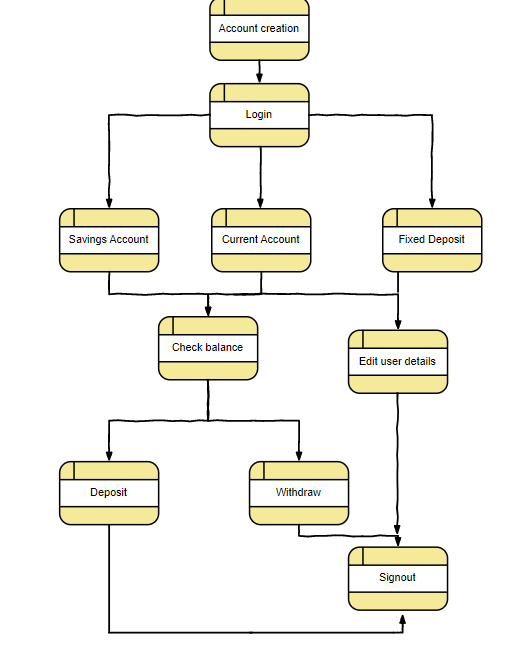 Account creation
Login
Savings Account
Current Account
Fixed Deposit
Check balance
Edit user details
Deposit
Withdraw
Signout